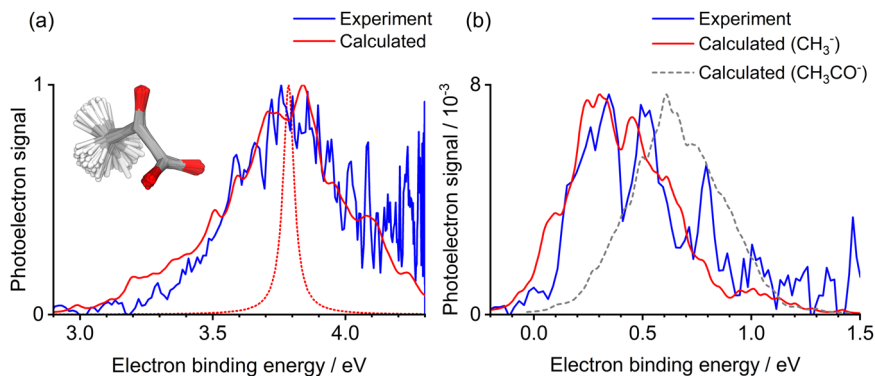 (a)
Experiment
Calculated
Photoelectron signal
1
0
3.0
3.5
4.0
Electron binding energy / eV
(b)
Experiment
Calculated (CH₃⁻)
Calculated (CH₃CO⁻)
Photoelectron signal / 10⁻³
8
0
0.0
0.5
1.0
1.5
Electron binding energy / eV